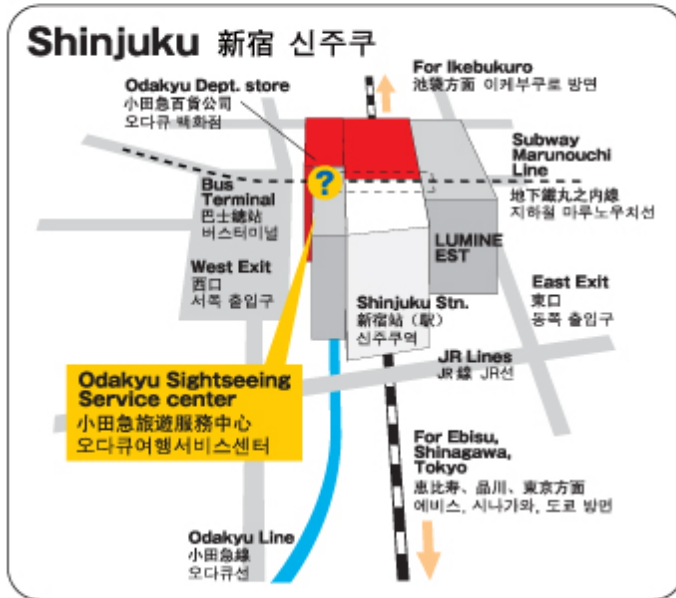 Shinjuku 新宿 신주쿠
For Ikebukuro
池袋方面 이케부쿠로 방면
Odakyu Dept. store
小田急百貨公司
오다큐 백화점
Subway
Marunouchi
Line
地下鐵丸之内線
지하철 마루노우치선
?
Bus
Terminal
巴士總站
버스터미널
West Exit
西口
서쪽 출입구
LUMINE
EST
East Exit
東口
동쪽 출입구
Shinjuku Stn.
新宿站（駅）
신주쿠역
JR Lines
JR 線 JR선
Odakyu Sightseeing
Service center
小田急旅遊服務中心
오다큐여행서비스센터
For Ebisu,
Shinagawa,
Tokyo
恵比寿、品川、東京方面
에비스, 시나가와, 도쿄 방면
Odakyu Line
小田急線
오다큐선